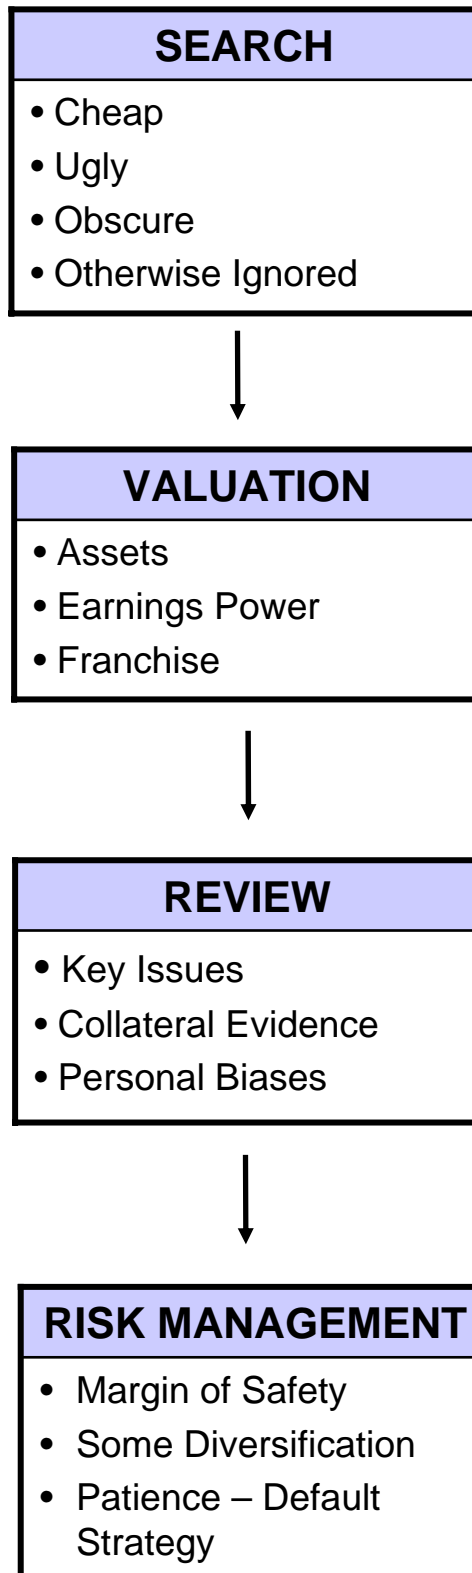 SEARCH
• Cheap
• Ugly
• Obscure
• Otherwise Ignored
VALUATION
• Assets
• Earnings Power
• Franchise
REVIEW
• Key Issues
• Collateral Evidence
• Personal Biases
RISK MANAGEMENT
• Margin of Safety
• Some Diversification
• Patience – Default
Strategy